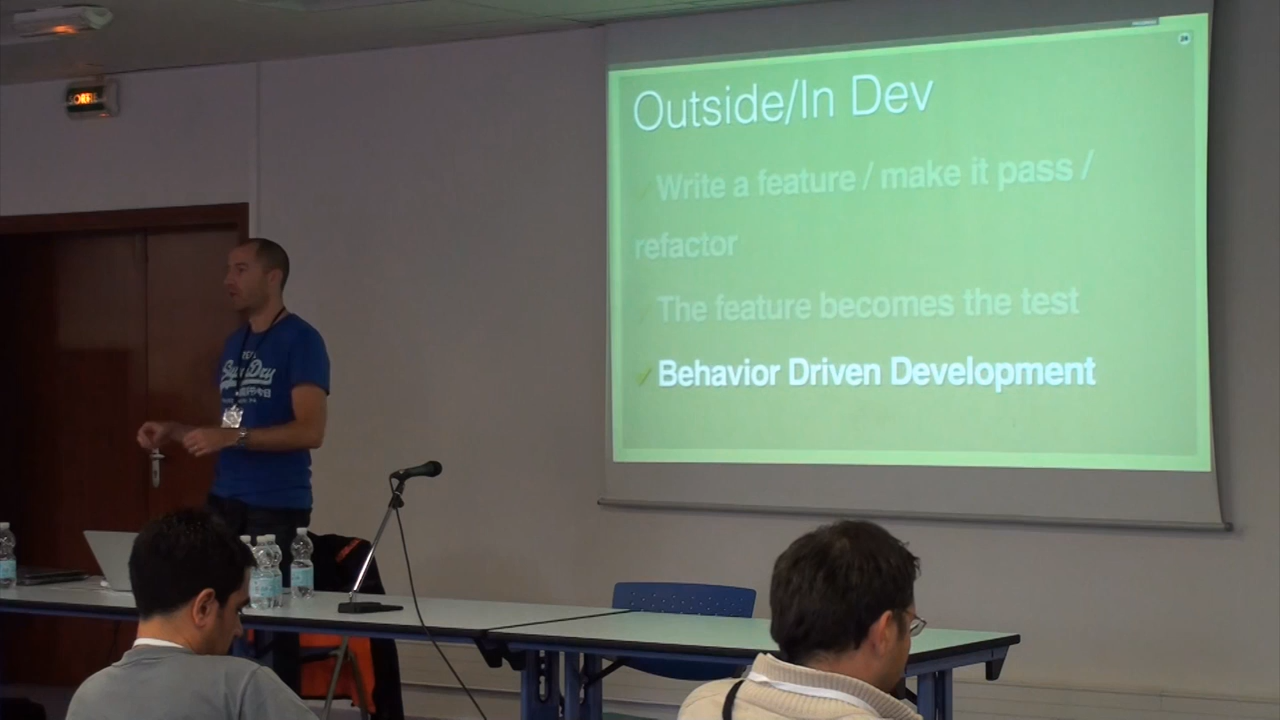 Outside/In Dev
Write a feature / make it pass /
refactor
The feature becomes the test
Behavior Driven Development